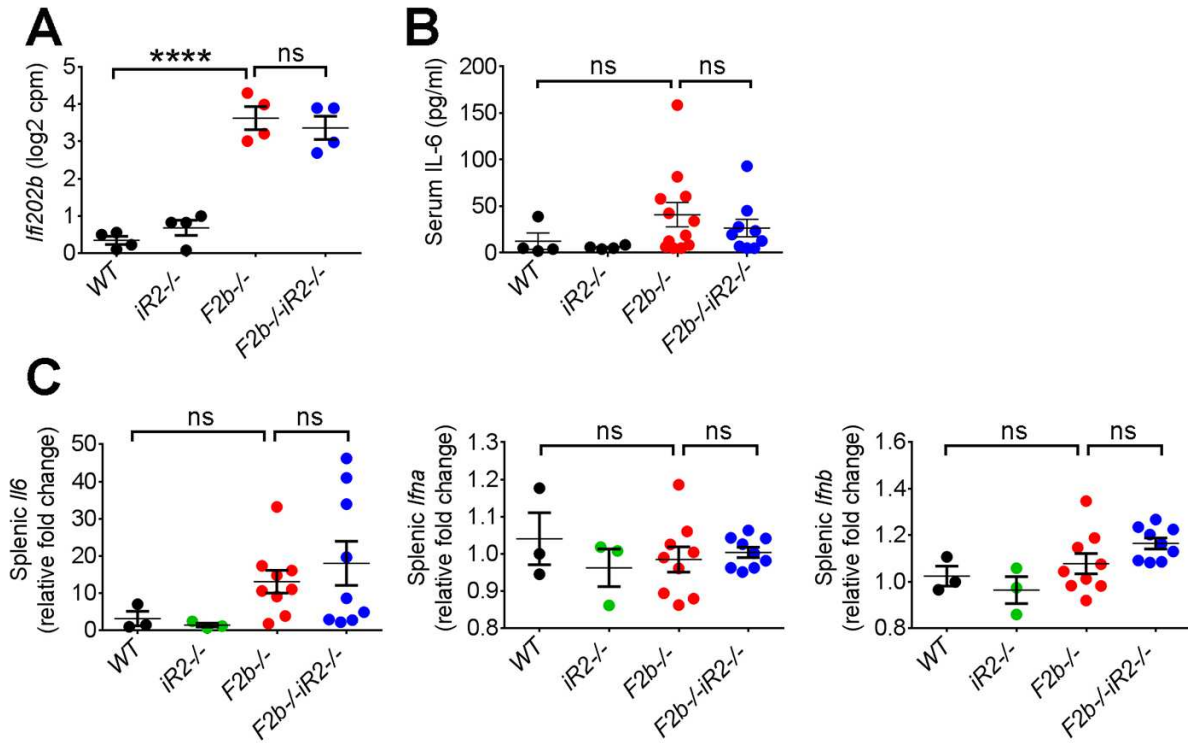 A
Ifi202b (log2 cpm)
5
4
3
2
1
0
****
ns
WT
iR2-/-
F2b-/-
F2b-/-iR2-/-
B
Serum IL-6 (pg/ml)
200
150
100
50
0
ns
ns
WT
iR2-/-
F2b-/-
F2b-/-iR2-/-
C
Splenic Il6
(relative fold change)
50
40
30
20
10
0
ns
ns
WT
iR2-/-
F2b-/-
F2b-/-iR2-/-
Splenic Ifna
(relative fold change)
1.3
1.2
1.1
1.0
0.9
0.8
ns
ns
WT
iR2-/-
F2b-/-
F2b-/-iR2-/-
Splenic Ifnb
(relative fold change)
1.6
1.4
1.2
1.0
0.8
ns
ns
WT
iR2-/-
F2b-/-
F2b-/-iR2-/-